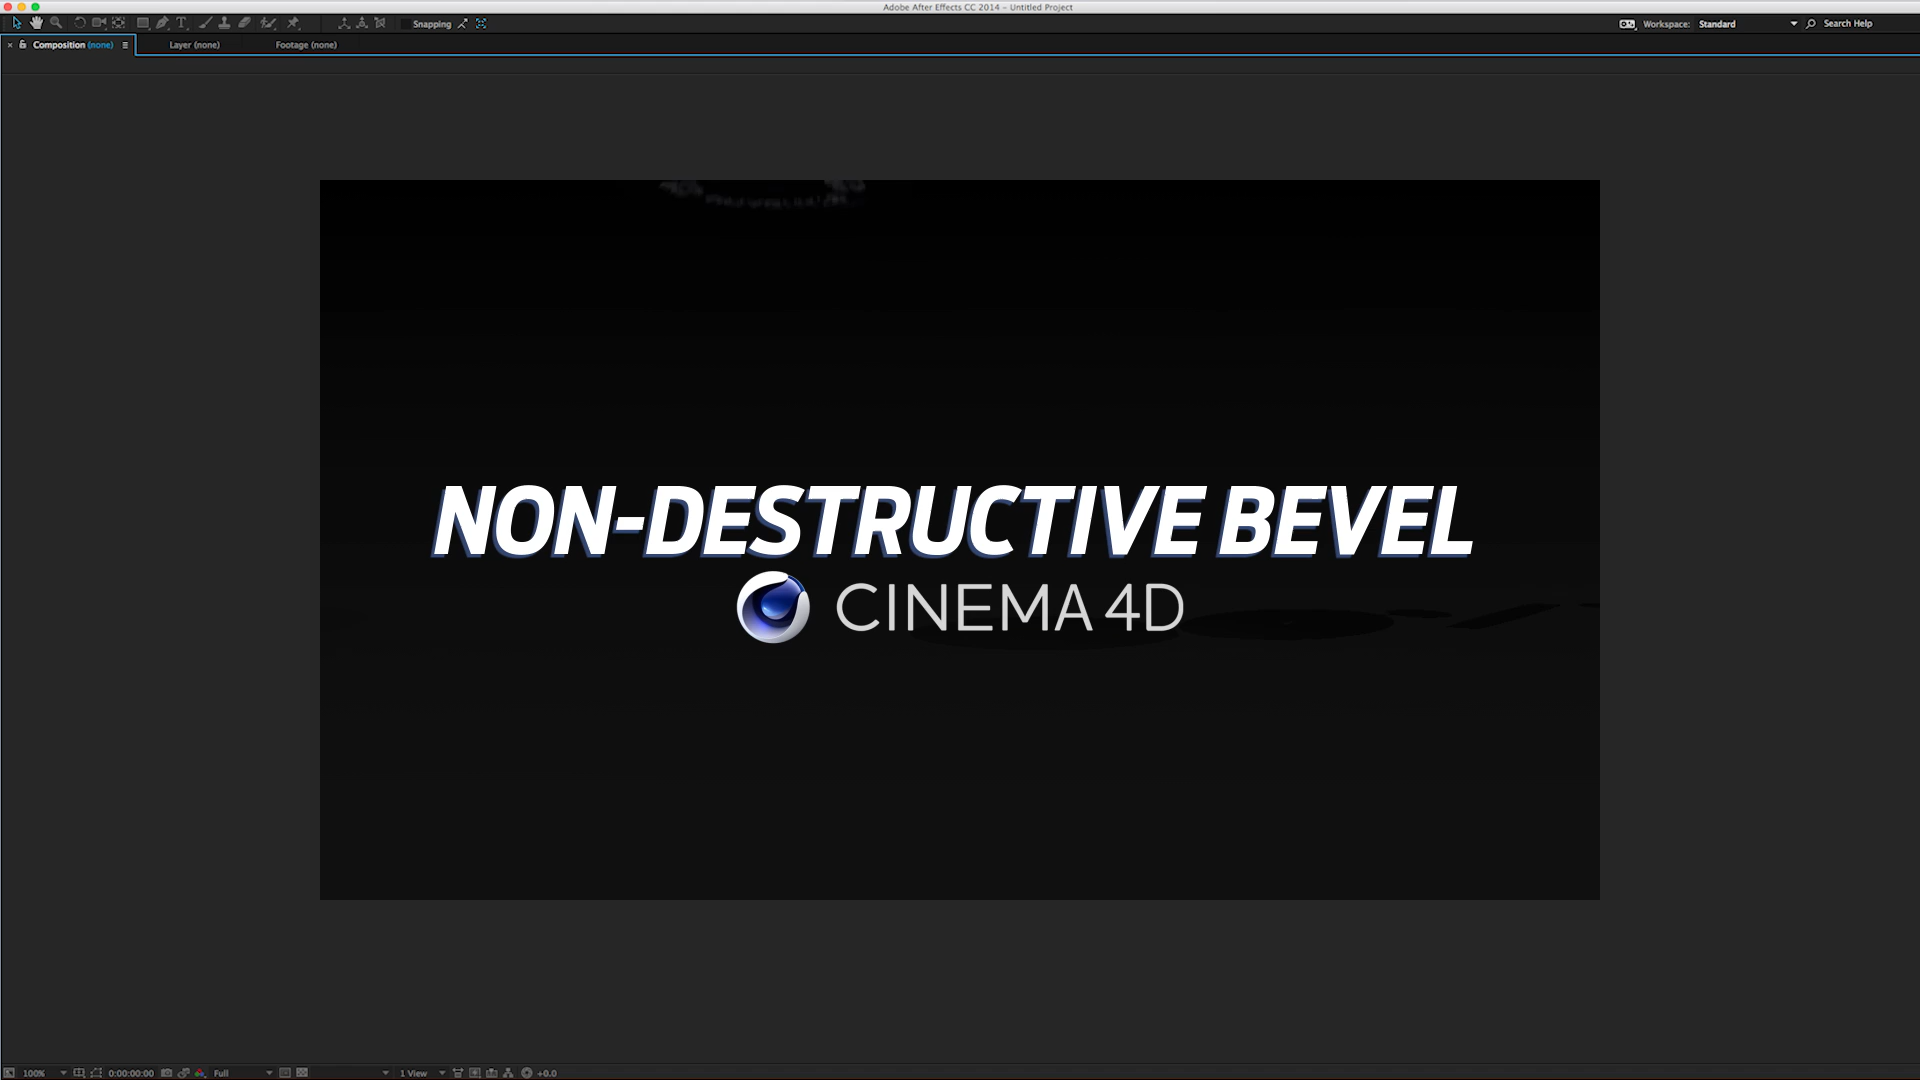 Adobe After Effects CC 2014 - Untitled Project
Snapping
Workspace: Standard
Search Help
Composition (none)
Layer (none)
Footage (none)
NON-DESTRUCTIVE BEVEL
CINEMA 4D
100%
0:00:00:00
Full
1 View
+0.0